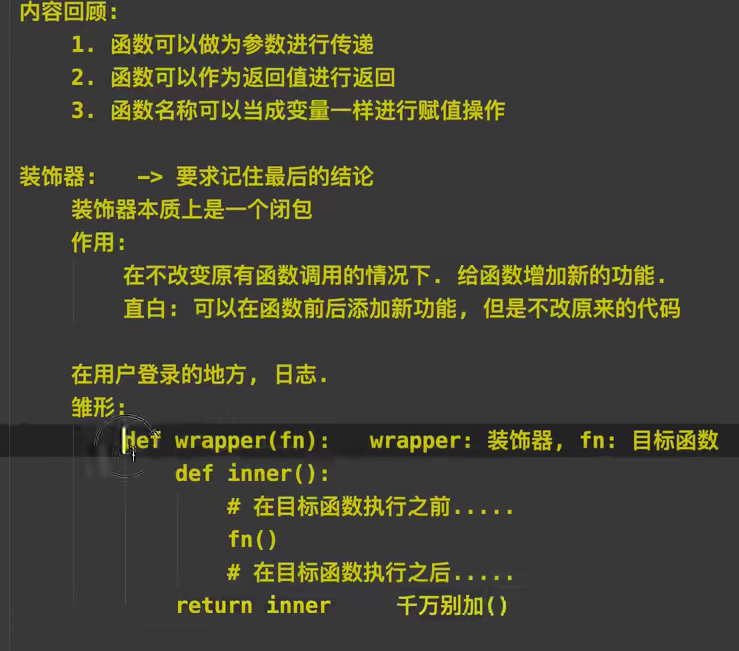 内容回顾:
1. 函数可以做为参数进行传递
2. 函数可以作为返回值进行返回
3. 函数名称可以当成变量一样进行赋值操作
装饰器: -> 要求记住最后的结论
装饰器本质上是一个闭包
作用:
在不改变原有函数调用的情况下. 给函数增加新的功能.
直白: 可以在函数前后添加新功能, 但是不改原来的代码
在用户登录的地方, 日志.
雏形:
def wrapper(fn): wrapper: 装饰器, fn: 目标函数
def inner():
# 在目标函数执行之前.....
fn()
# 在目标函数执行之后.....
return inner 千万别加()